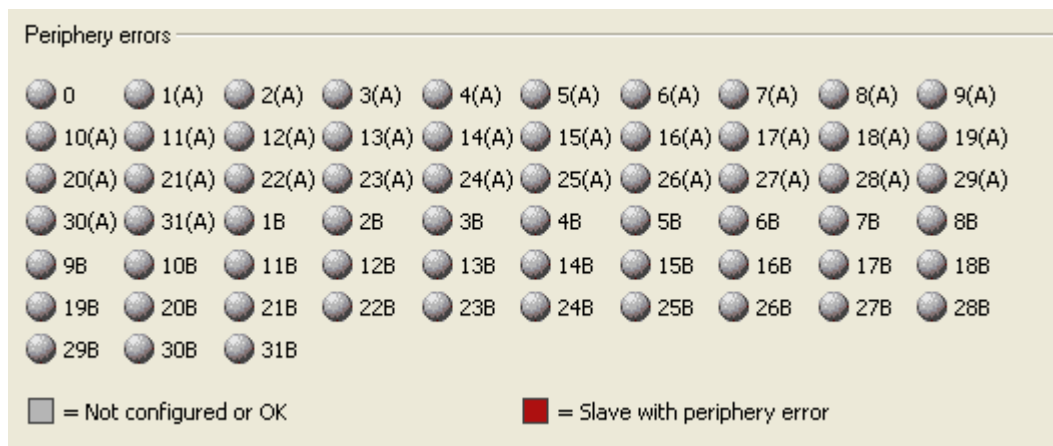 Periphery errors
0 1(A) 2(A) 3(A) 4(A) 5(A) 6(A) 7(A) 8(A) 9(A)
10(A) 11(A) 12(A) 13(A) 14(A) 15(A) 16(A) 17(A) 18(A) 19(A)
20(A) 21(A) 22(A) 23(A) 24(A) 25(A) 26(A) 27(A) 28(A) 29(A)
30(A) 31(A) 1B 2B 3B 4B 5B 6B 7B 8B
9B 10B 11B 12B 13B 14B 15B 16B 17B 18B
19B 20B 21B 22B 23B 24B 25B 26B 27B 28B
29B 30B 31B
= Not configured or OK = Slave with periphery error